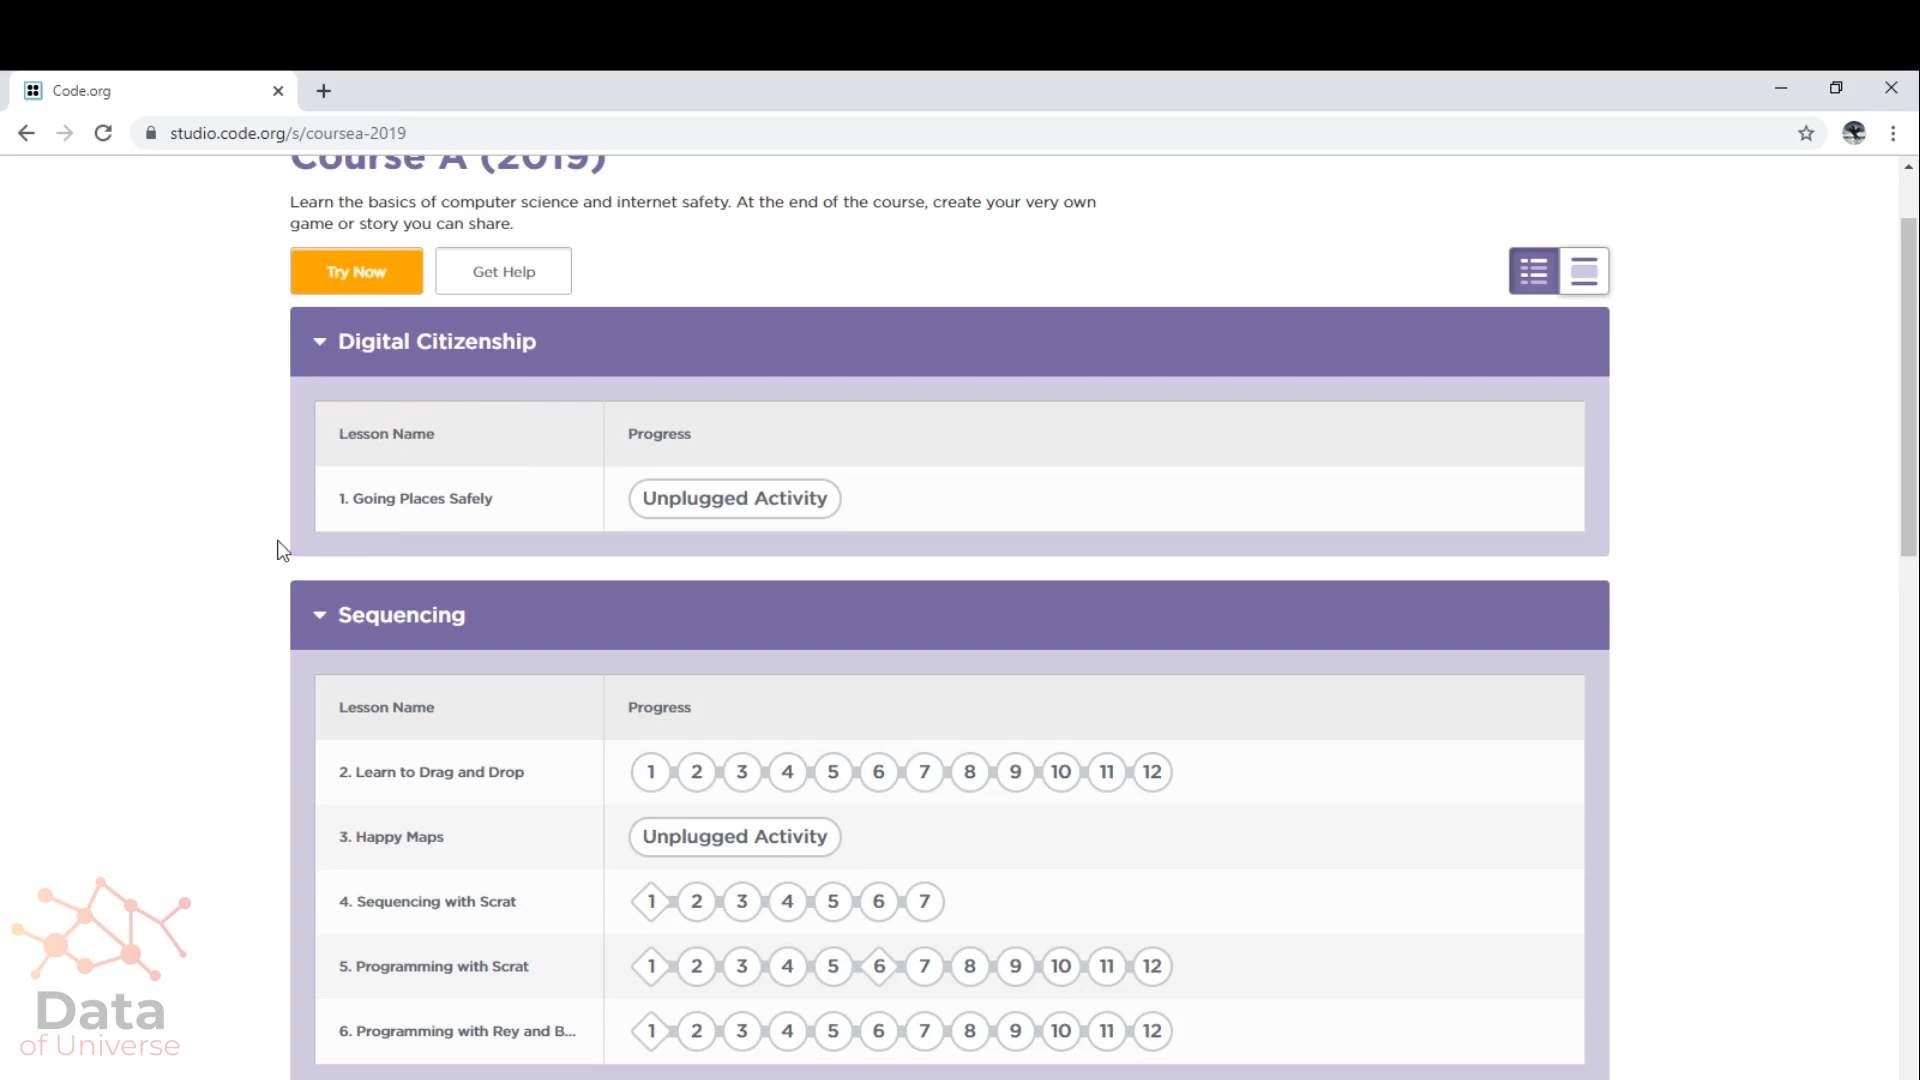 Code.org
studio.code.org/s/coursea-2019
Course A (2019)
Learn the basics of computer science and internet safety. At the end of the course, create your very own
game or story you can share.
Try Now
Get Help
Digital Citizenship
Lesson Name Progress
1. Going Places Safely Unplugged Activity
Sequencing
Lesson Name Progress
2. Learn to Drag and Drop 1 2 3 4 5 6 7 8 9 10 11 12
3. Happy Maps Unplugged Activity
4. Sequencing with Scrat 1 2 3 4 5 6 7
5. Programming with Scrat 1 2 3 4 5 6 7 8 9 10 11 12
6. Programming with Rey and B... 1 2 3 4 5 6 7 8 9 10 11 12
Data
of Universe